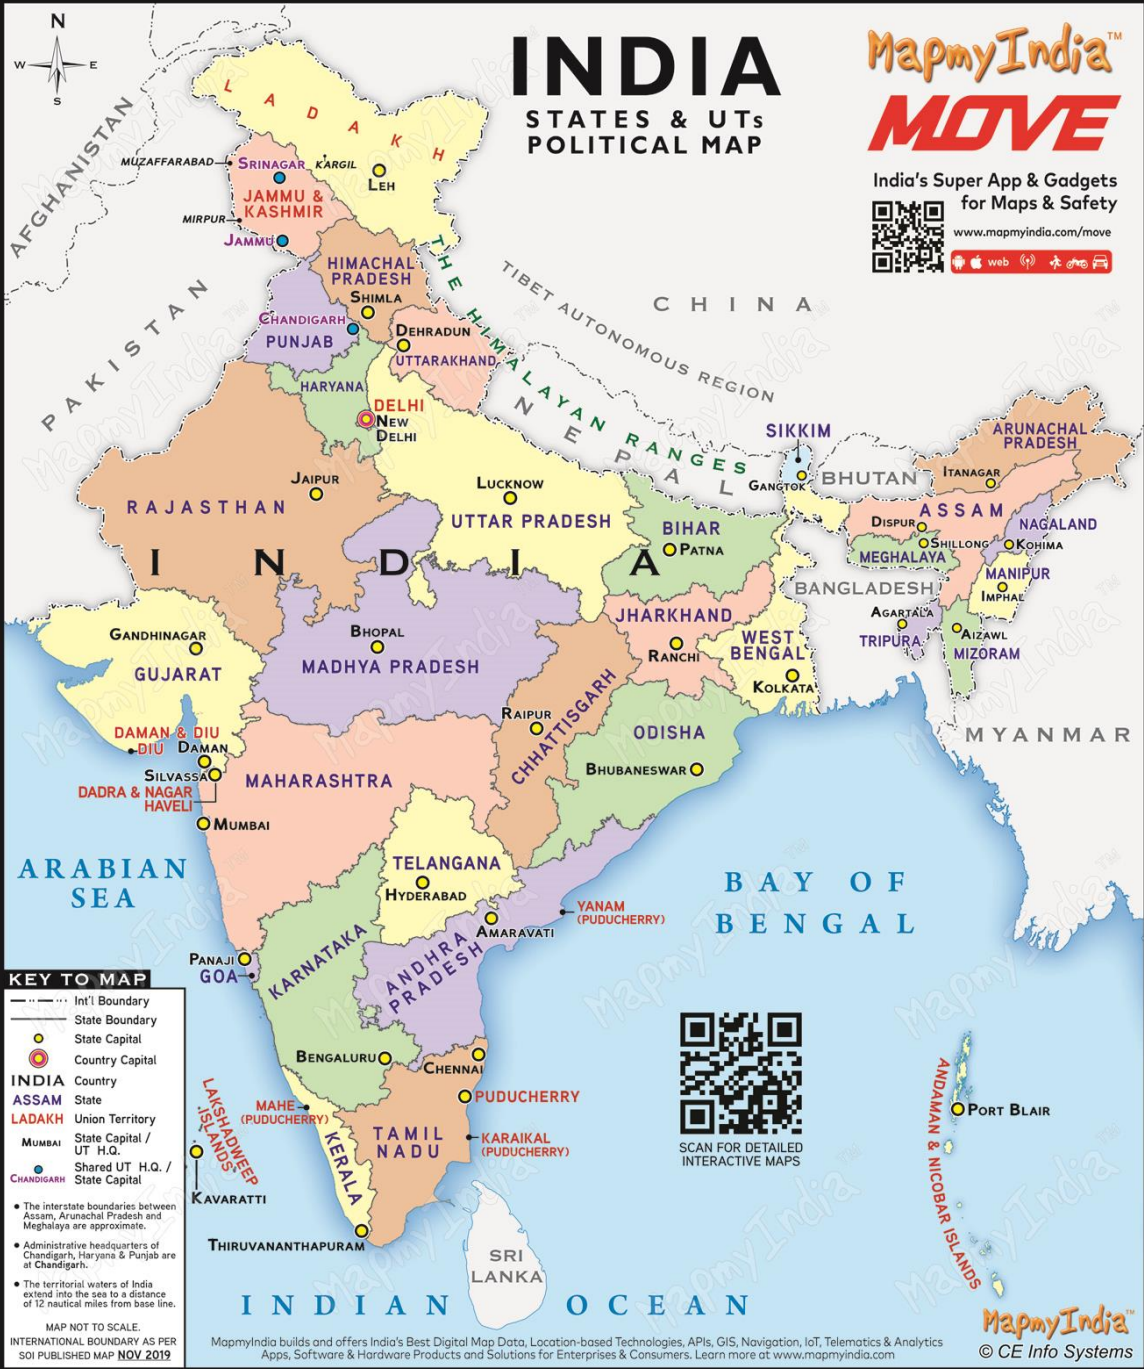 INDIA
STATES & UTs
POLITICAL MAP
MapmyIndia™
MOVE
India's Super App & Gadgets
for Maps & Safety
www.mapmyindia.com/move
web
N
W
E
S
AFGHANISTAN
PAKISTAN
CHINA
TIBET AUTONOMOUS REGION
THE HIMALAYAN RANGES
NEPAL
BHUTAN
BANGLADESH
MYANMAR
SRI
LANKA
LADAKH
MUZAFFARABAD
SRINAGAR
KARGIL
LEH
JAMMU &
KASHMIR
MIRPUR
JAMMU
HIMACHAL
PRADESH
SHIMLA
CHANDIGARH
PUNJAB
DEHRADUN
UTTARAKHAND
HARYANA
DELHI
NEW
DELHI
SIKKIM
GANGTOK
ARUNACHAL
PRADESH
ITANAGAR
JAIPUR
RAJASTHAN
LUCKNOW
UTTAR PRADESH
BIHAR
PATNA
ASSAM
DISPUR
NAGALAND
SHILLONG
KOHIMA
MEGHALAYA
MANIPUR
IMPHAL
AGARTALA
TRIPURA
AIZAWL
MIZORAM
INDIA
GANDHINAGAR
GUJARAT
BHOPAL
MADHYA PRADESH
JHARKHAND
RANCHI
WEST
BENGAL
KOLKATA
RAIPUR
CHHATTISGARH
ODISHA
BHUBANESWAR
DAMAN & DIU
DIU
DAMAN
SILVASSA
DADRA & NAGAR
HAVELI
MAHARASHTRA
MUMBAI
TELANGANA
HYDERABAD
ARABIAN
SEA
BAY OF
BENGAL
YANAM
(PUDUCHERRY)
AMARAVATI
ANDHRA
PRADESH
KARNATAKA
PANAJI
GOA
BENGALURU
CHENNAI
PUDUCHERRY
MAHE
(PUDUCHERRY)
KARAIKAL
(PUDUCHERRY)
TAMIL
NADU
KERALA
LAKSHADWEEP
ISLANDS
KAVARATTI
THIRUVANANTHAPURAM
ANDAMAN & NICOBAR ISLANDS
PORT BLAIR
SCAN FOR DETAILED
INTERACTIVE MAPS
INDIAN OCEAN
KEY TO MAP
Int'l Boundary
State Boundary
State Capital
Country Capital
INDIA Country
ASSAM State
LADAKH Union Territory
MUMBAI State Capital /
UT H.Q.
CHANDIGARH Shared UT H.Q. /
State Capital
• The interstate boundaries between
Assam, Arunachal Pradesh and
Meghalaya are approximate.
• Administrative headquarters of
Chandigarh, Haryana & Punjab are
at Chandigarh.
• The territorial waters of India
extend into the sea to a distance
of 12 nautical miles from base line.
MAP NOT TO SCALE.
INTERNATIONAL BOUNDARY AS PER
SOI PUBLISHED MAP NOV 2019
MapmyIndia builds and offers India's Best Digital Map Data, Location-based Technologies, APIs, GIS, Navigation, IoT, Telematics & Analytics
Apps, Software & Hardware Products and Solutions for Enterprises & Consumers. Learn more at www.mapmyindia.com
MapmyIndia™
© CE Info Systems